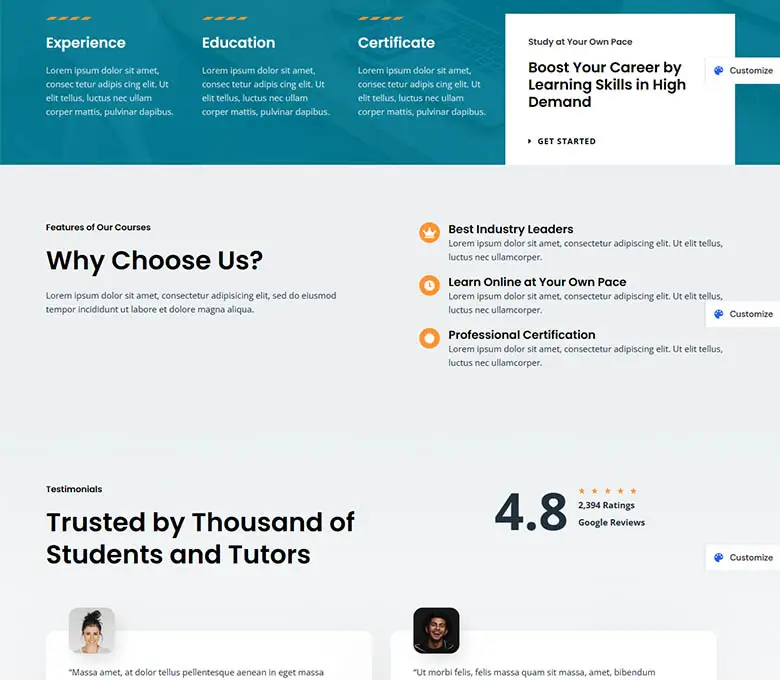 Experience
Lorem ipsum dolor sit amet,
consec tetur adipis cing elit. Ut
elit tellus, luctus nec ullam
corper mattis, pulvinar dapibus.
Education
Lorem ipsum dolor sit amet,
consec tetur adipis cing elit. Ut
elit tellus, luctus nec ullam
corper mattis, pulvinar dapibus.
Certificate
Lorem ipsum dolor sit amet,
consec tetur adipis cing elit. Ut
elit tellus, luctus nec ullam
corper mattis, pulvinar dapibus.
Study at Your Own Pace
Boost Your Career by
Learning Skills in High
Demand
GET STARTED
Customize
Features of Our Courses
Why Choose Us?
Lorem ipsum dolor sit amet, consectetur adipisicing elit, sed do eiusmod
tempor incididunt ut labore et dolore magna aliqua.
Best Industry Leaders
Lorem ipsum dolor sit amet, consectetur adipiscing elit. Ut elit tellus,
luctus nec ullamcorper.
Learn Online at Your Own Pace
Lorem ipsum dolor sit amet, consectetur adipiscing elit. Ut elit tellus,
luctus nec ullamcorper.
Customize
Professional Certification
Lorem ipsum dolor sit amet, consectetur adipiscing elit. Ut elit tellus,
luctus nec ullamcorper.
Testimonials
Trusted by Thousand of
Students and Tutors
4.8
2,394 Ratings
Google Reviews
Customize
“Massa amet, at dolor tellus pellentesque aenean in eget massa
“Ut morbi felis, felis massa quam sit massa, amet, bibendum